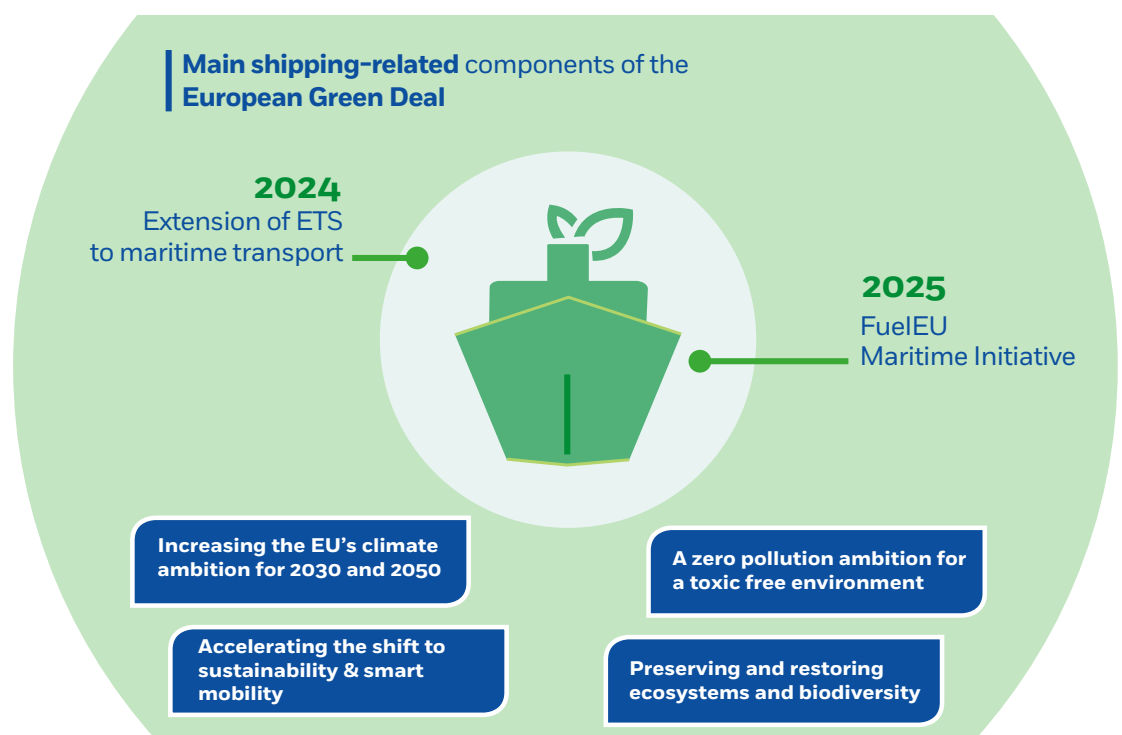 Main shipping-related components of the
European Green Deal
2024
Extension of ETS
to maritime transport
2025
FuelEU
Maritime Initiative
Increasing the EU's climate
ambition for 2030 and 2050
A zero pollution ambition for
a toxic free environment
Accelerating the shift to
sustainability & smart
mobility
Preserving and restoring
ecosystems and biodiversity